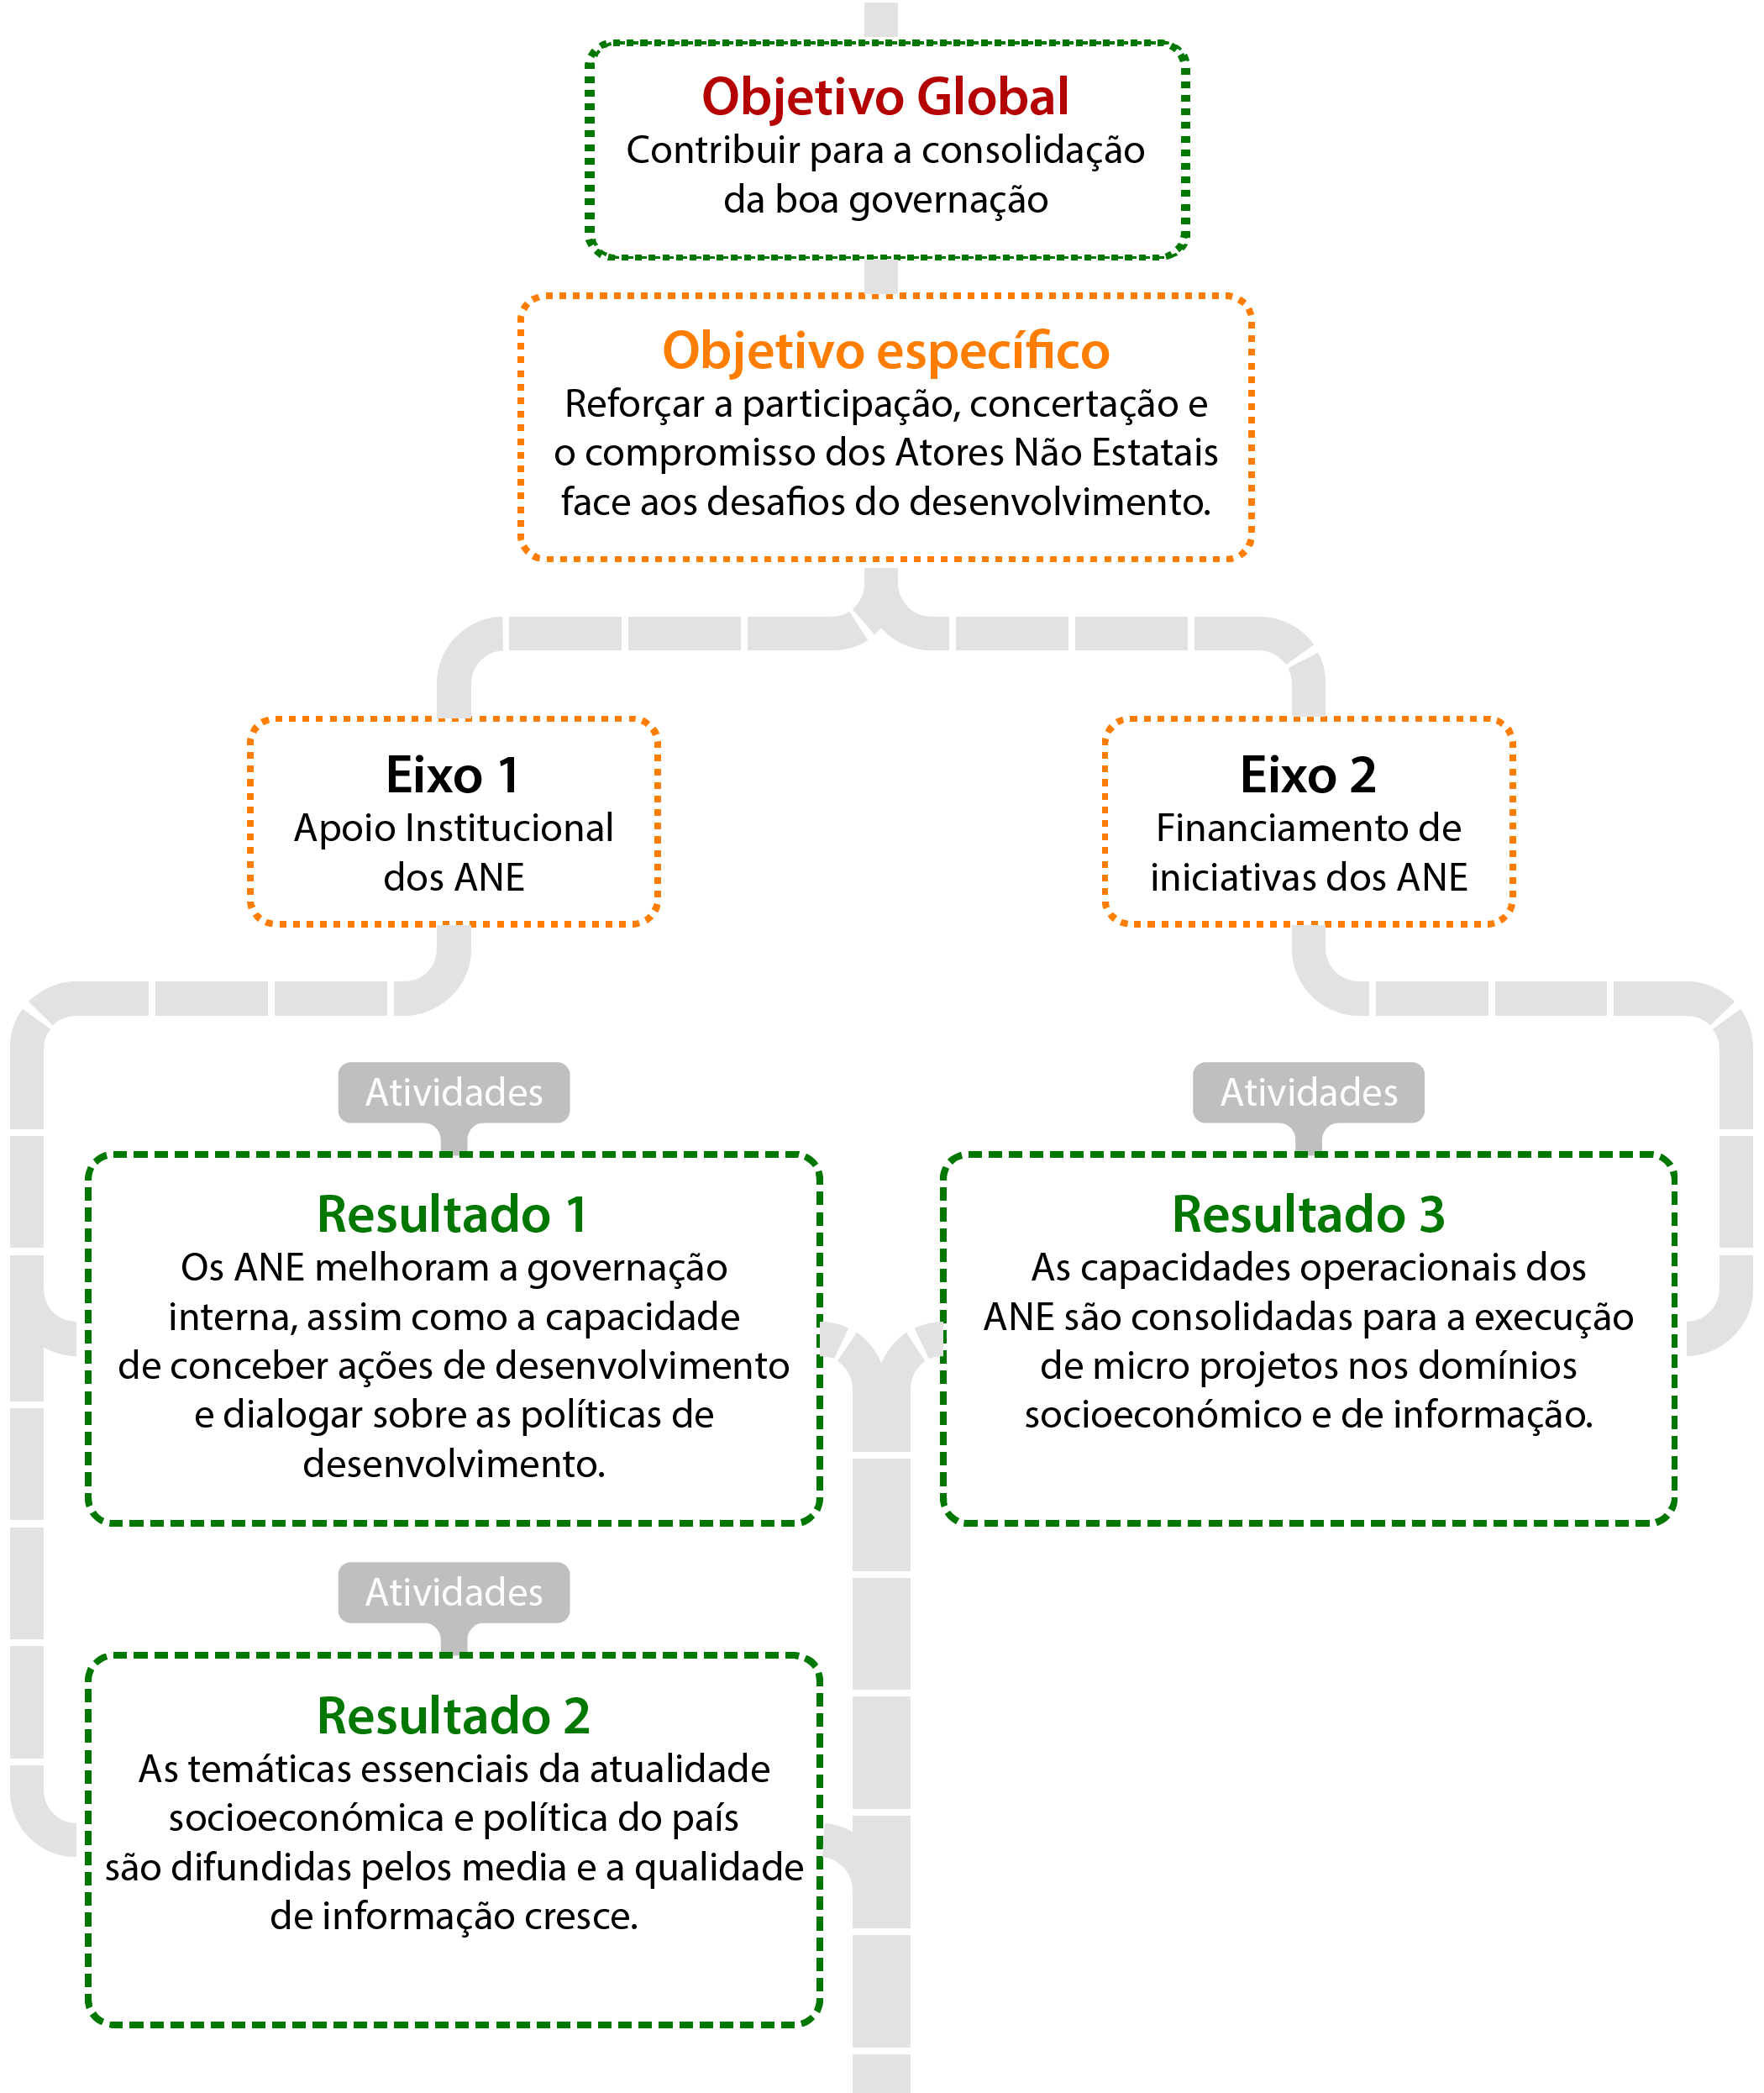 Objetivo Global
Contribuir para a consolidação
da boa governação
Objetivo específico
Reforçar a participação, concertação e
o compromisso dos Atores Não Estatais
face aos desafios do desenvolvimento.
Eixo 1
Apoio Institucional
dos ANE
Eixo 2
Financiamento de
iniciativas dos ANE
Atividades
Resultado 1
Os ANE melhoram a governação
interna, assim como a capacidade
de conceber ações de desenvolvimento
e dialogar sobre as políticas de
desenvolvimento.
Atividades
Resultado 3
As capacidades operacionais dos
ANE são consolidadas para a execução
de micro projetos nos domínios
socioeconómico e de informação.
Atividades
Resultado 2
As temáticas essenciais da atualidade
socioeconómica e política do país
são difundidas pelos media e a qualidade
de informação cresce.